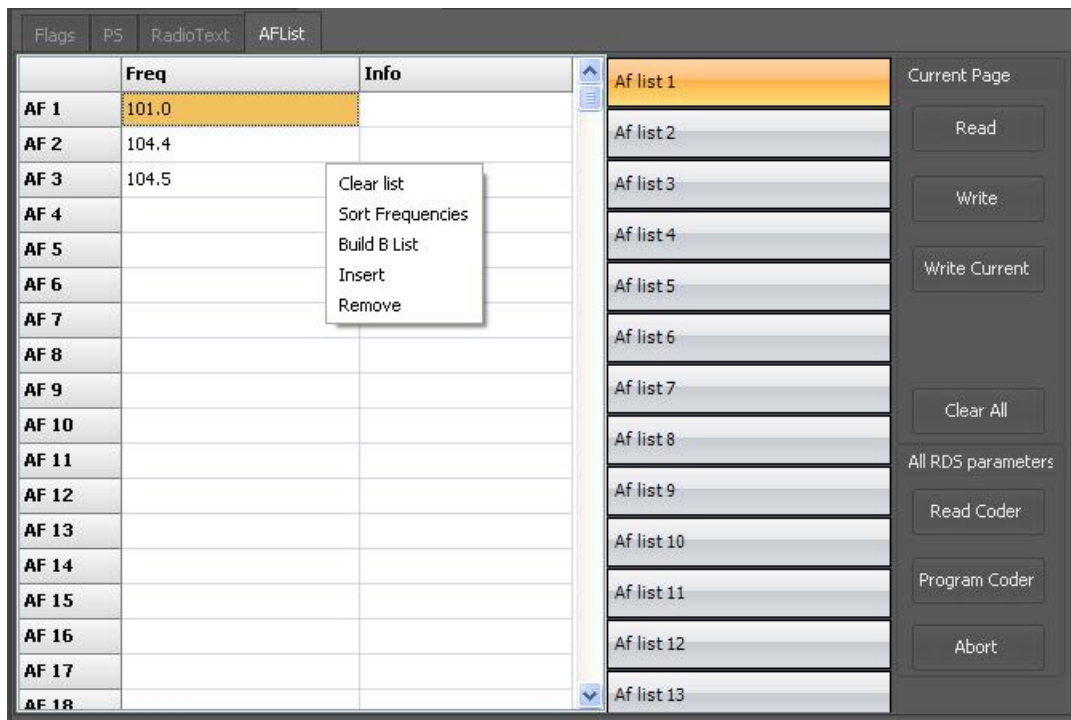 Flags PS RadioText AFList
Freq Info
AF 1 101.0
AF 2 104.4
AF 3 104.5
AF 4
AF 5
AF 6
AF 7
AF 8
AF 9
AF 10
AF 11
AF 12
AF 13
AF 14
AF 15
AF 16
AF 17
AF 18
Clear list
Sort Frequencies
Build B List
Insert
Remove
Af list 1
Af list 2
Af list 3
Af list 4
Af list 5
Af list 6
Af list 7
Af list 8
Af list 9
Af list 10
Af list 11
Af list 12
Af list 13
Current Page
Read
Write
Write Current
Clear All
All RDS parameters
Read Coder
Program Coder
Abort